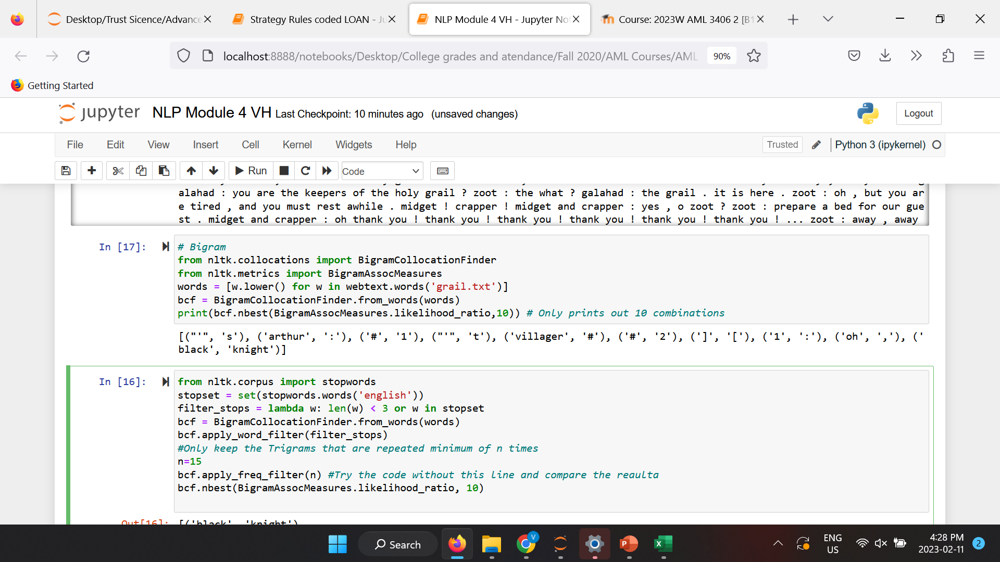 Desktop/Trust Sicence/Advance
Strategy Rules coded LOAN - Ju
NLP Module 4 VH - Jupyter No
Course: 2023W AML 3406 2 [B1
localhost:8888/notebooks/Desktop/College grades and atendance/Fall 2020/AML Courses/AML
90%
Getting Started
jupyter NLP Module 4 VH Last Checkpoint: 10 minutes ago (unsaved changes)
Logout
File Edit View Insert Cell Kernel Widgets Help
Trusted
Python 3 (ipykernel)
Run
Code
alahad : you are the keepers of the holy grail ? zoot : the what ? galahad : the grail . it is here . zoot : oh , but you ar
e tired , and you must rest awhile . midget ! crapper ! midget and crapper : yes , o zoot ? zoot : prepare a bed for our gue
st . midget and crapper : oh thank you ! thank you ! thank you ! thank you ! thank you ! thank you ! ... zoot : away , away
In [17]:
# Bigram
from nltk.collocations import BigramCollocationFinder
from nltk.metrics import BigramAssocMeasures
words = [w.lower() for w in webtext.words('grail.txt')]
bcf = BigramCollocationFinder.from_words(words)
print(bcf.nbest(BigramAssocMeasures.likelihood_ratio,10)) # Only prints out 10 combinations
[("'", 's'), ('arthur', ':'), ('#', '1'), ("'", 't'), ('villager', '#'), ('#', '2'), (']', '['), ('1', ':'), ('oh', ','), ('
black', 'knight')]
In [16]:
from nltk.corpus import stopwords
stopset = set(stopwords.words('english'))
filter_stops = lambda w: len(w) < 3 or w in stopset
bcf = BigramCollocationFinder.from_words(words)
bcf.apply_word_filter(filter_stops)
#Only keep the Trigrams that are repeated minimum of n times
n=15
bcf.apply_freq_filter(n) #Try the code without this line and compare the reaulta
bcf.nbest(BigramAssocMeasures.likelihood_ratio, 10)
Out[16]: [('black', 'knight'),
Search
V
P
X
ENG
US
4:28 PM
2023-02-11
2